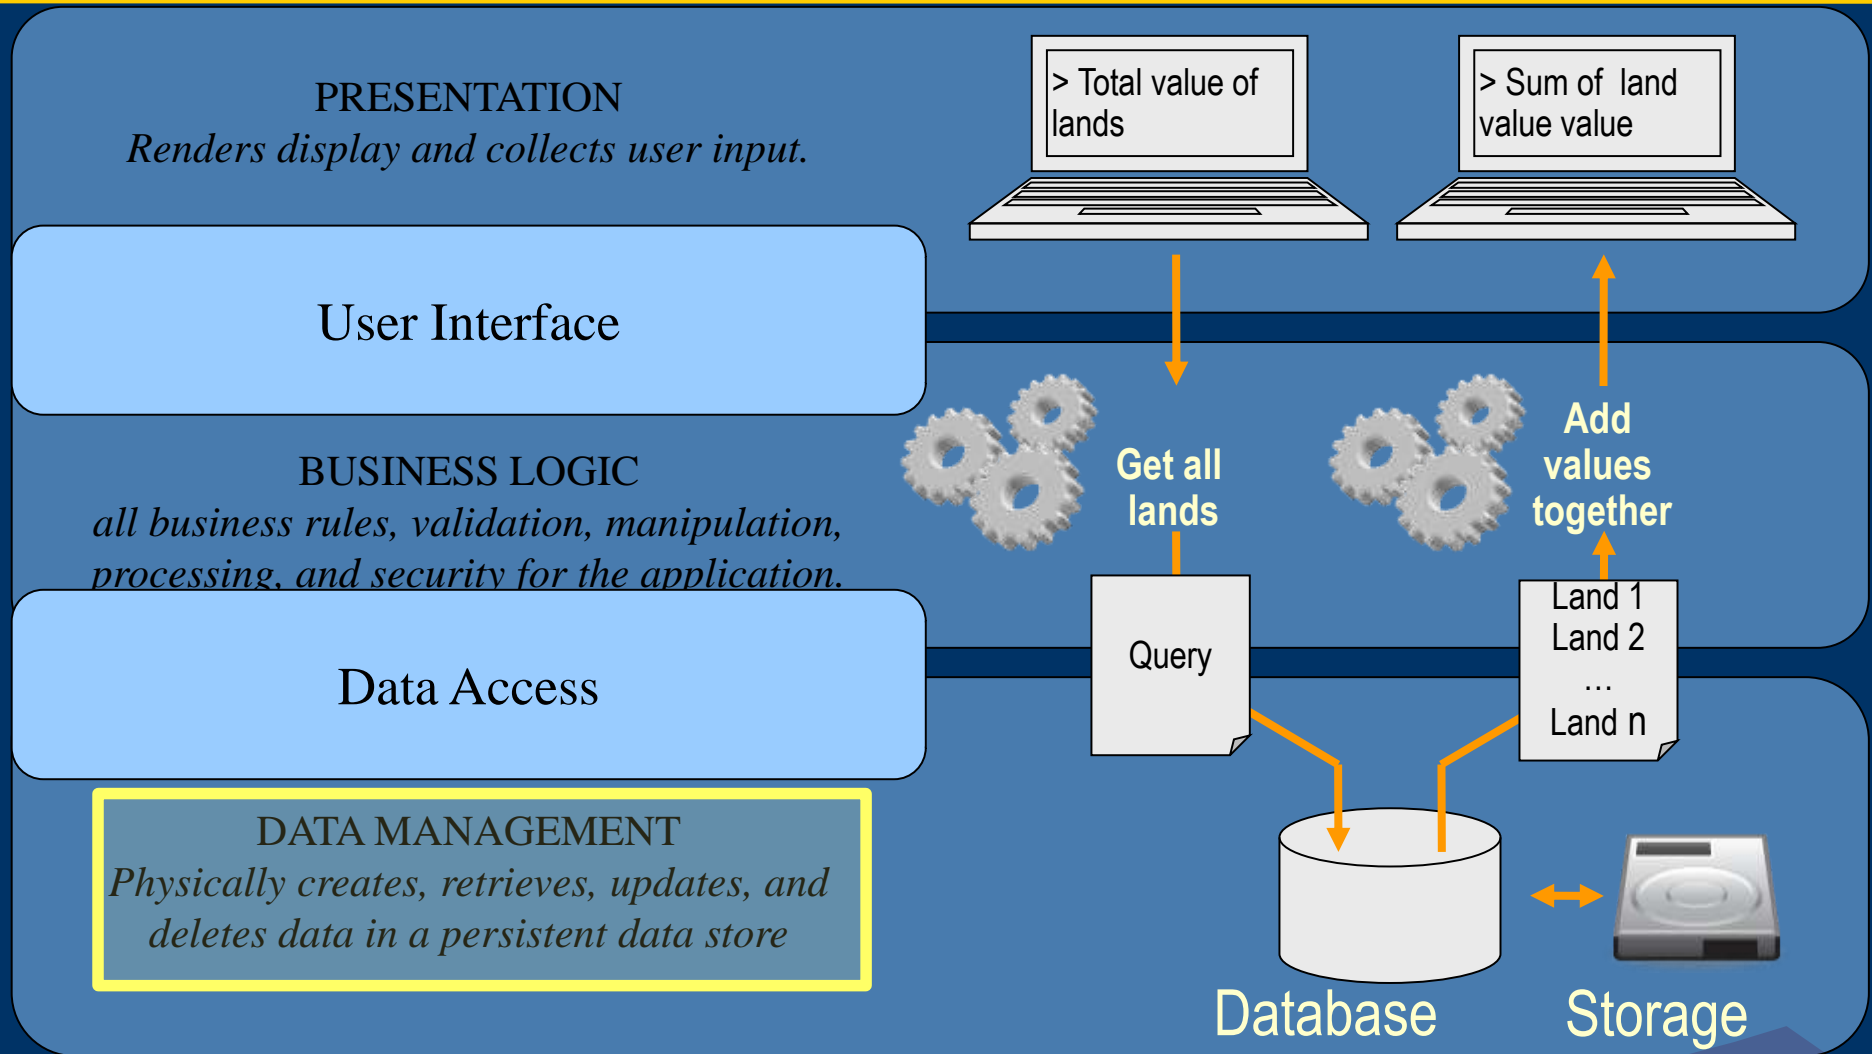 PRESENTATION
Renders display and collects user input.
User Interface
BUSINESS LOGIC
all business rules, validation, manipulation,
processing, and security for the application.
Data Access
DATA MANAGEMENT
Physically creates, retrieves, updates, and
deletes data in a persistent data store
> Total value of
lands
> Sum of land
value value
Get all
lands
Add
values
together
Query
Land 1
Land 2
...
Land n
Database
Storage